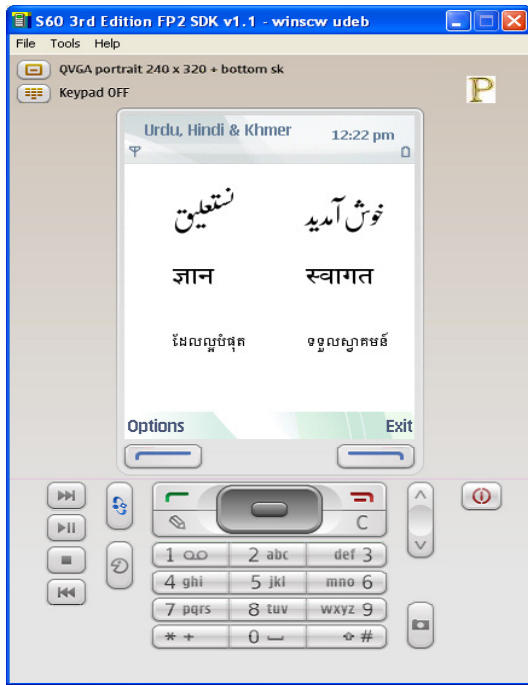 S60 3rd Edition FP2 SDK v1.1 - winscw udeb
File Tools Help
QVGA portrait 240 x 320 + bottom sk
Keypad OFF
P
Urdu, Hindi & Khmer 12:22 pm
خوش آمدید نستعلیق
ज्ञान स्वागत
ដែលល្អបំផុត ទទួលស្វាគមន៍
Options Exit
C
1 2 abc def 3
4 ghi 5 jkl mno 6
7 pqrs 8 tuv wxyz 9
* + 0 #